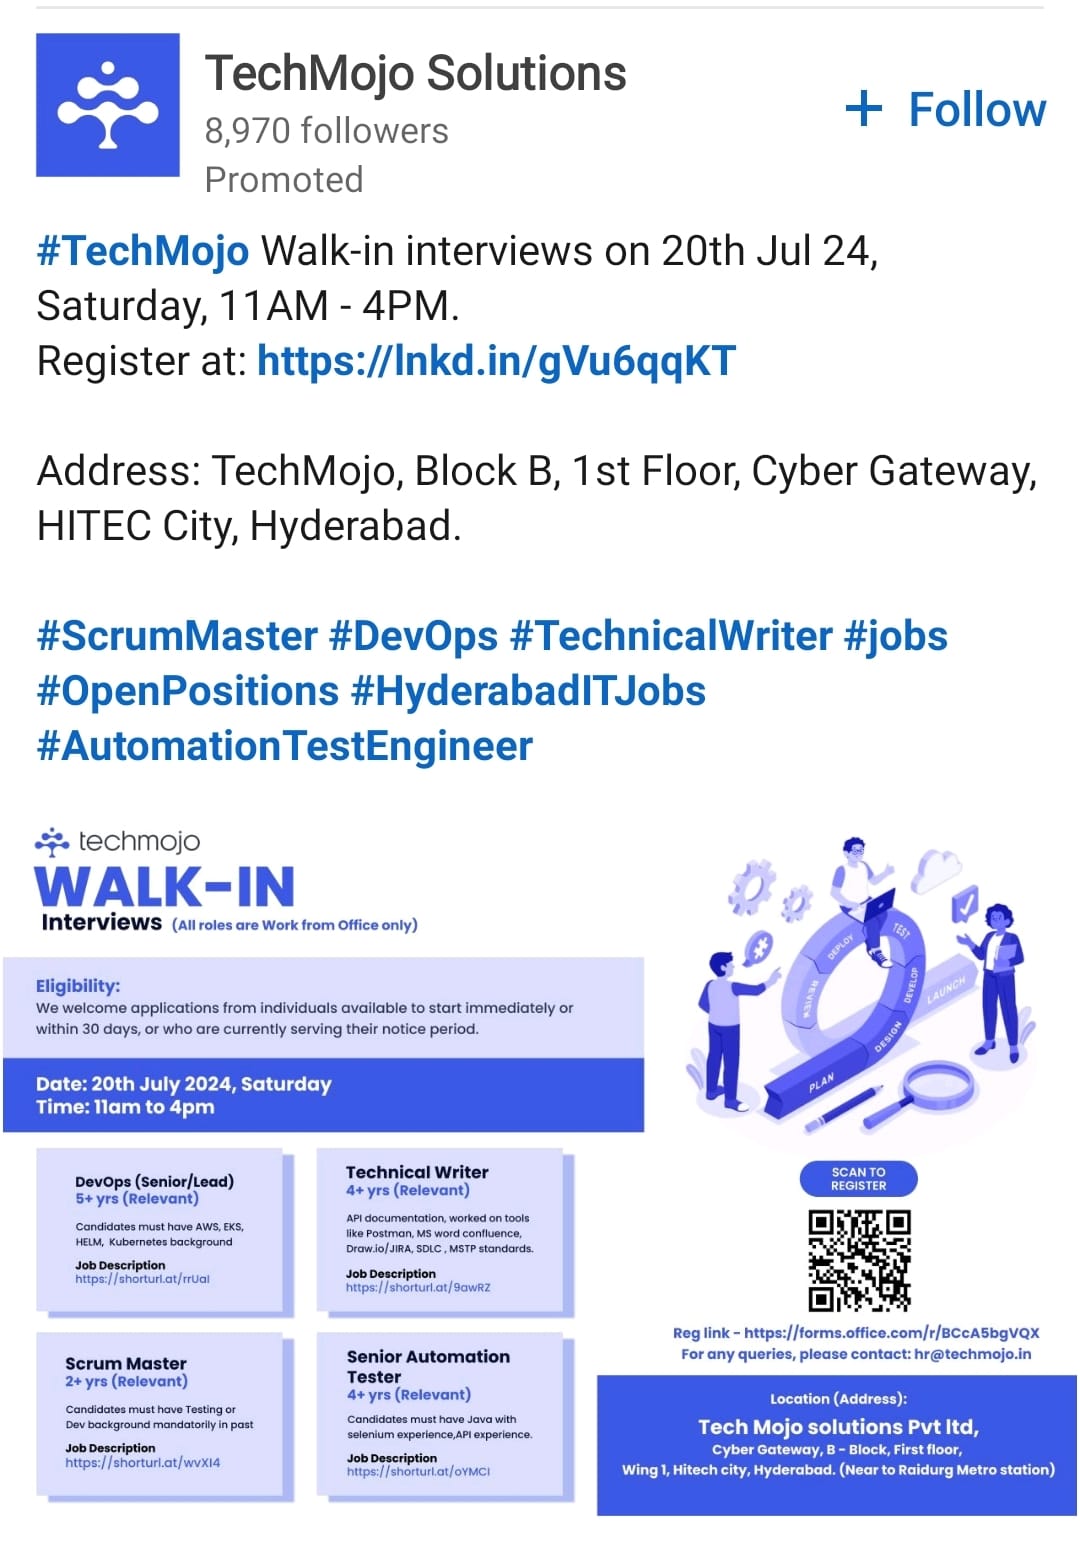 TechMojo Solutions
8,970 followers
Promoted
+ Follow
#TechMojo Walk-in interviews on 20th Jul 24,
Saturday, 11AM - 4PM.
Register at: https://lnkd.in/gVu6qqKT
Address: TechMojo, Block B, 1st Floor, Cyber Gateway,
HITEC City, Hyderabad.
#ScrumMaster #DevOps #TechnicalWriter #jobs
#OpenPositions #HyderabadITJobs
#AutomationTestEngineer
techmojo
WALK-IN
Interviews (All roles are Work from Office only)
Eligibility:
We welcome applications from individuals available to start immediately or
within 30 days, or who are currently serving their notice period.
Date: 20th July 2024, Saturday
Time: 11am to 4pm
DevOps (Senior/Lead)
5+ yrs (Relevant)
Candidates must have AWS, EKS,
HELM, Kubernetes background
Job Description
https://shorturl.at/rrUal
Technical Writer
4+ yrs (Relevant)
API documentation, worked on tools
like Postman, MS word confluence,
Draw.io/JIRA, SDLC , MSTP standards.
Job Description
https://shorturl.at/9awRZ
Scrum Master
2+ yrs (Relevant)
Candidates must have Testing or
Dev background mandatorily in past
Job Description
https://shorturl.at/wvXI4
Senior Automation
Tester
4+ yrs (Relevant)
Candidates must have Java with
selenium experience,API experience.
Job Description
https://shorturl.at/oYMCI
PLAN
DESIGN
DEVELOP
TEST
DEPLOY
REVIEW
LAUNCH
SCAN TO
REGISTER
Reg link - https://forms.office.com/r/BCcA5bgVQX
For any queries, please contact: hr@techmojo.in
Location (Address):
Tech Mojo solutions Pvt ltd,
Cyber Gateway, B - Block, First floor,
Wing 1, Hitech city, Hyderabad. (Near to Raidurg Metro station)